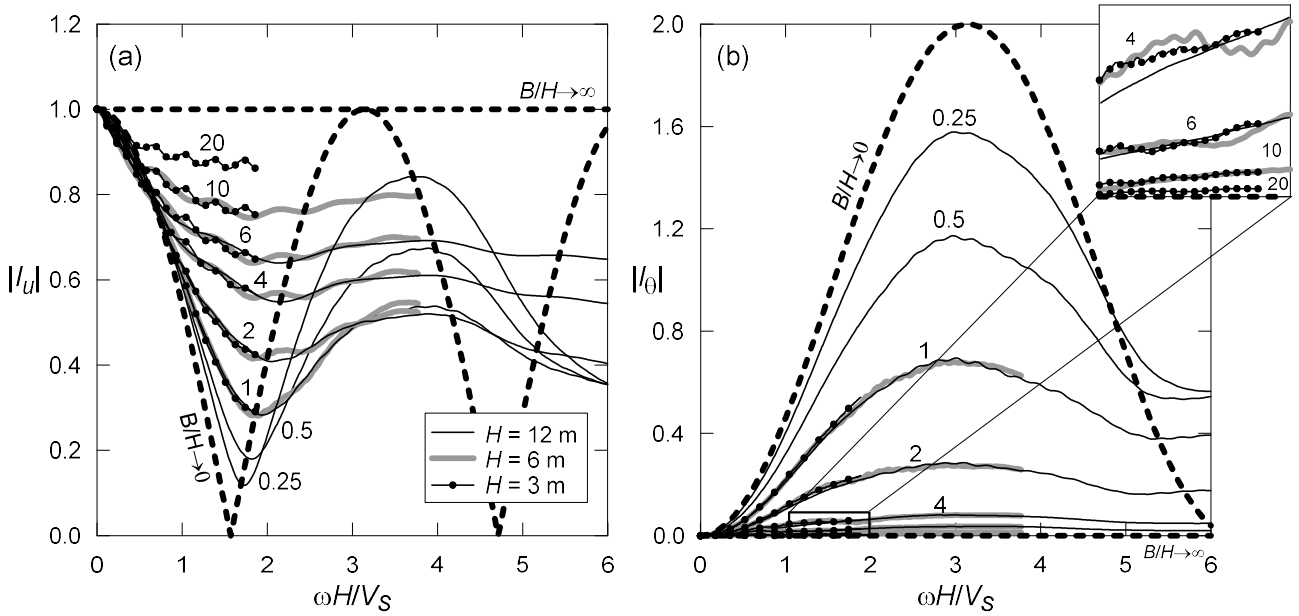 (a)
1.2
1.0
0.8
0.6
0.4
0.2
0.0
|I_u|
B/H→∞
20
10
6
4
2
1
0.5
0.25
B/H→0
H = 12 m
H = 6 m
H = 3 m
0 1 2 3 4 5 6
ωH/V_S
(b)
2.0
1.6
1.2
0.8
0.4
0.0
|I_θ|
B/H→0
0.25
0.5
1
2
4
B/H→∞
4
6
10
20
0 1 2 3 4 5 6
ωH/V_S